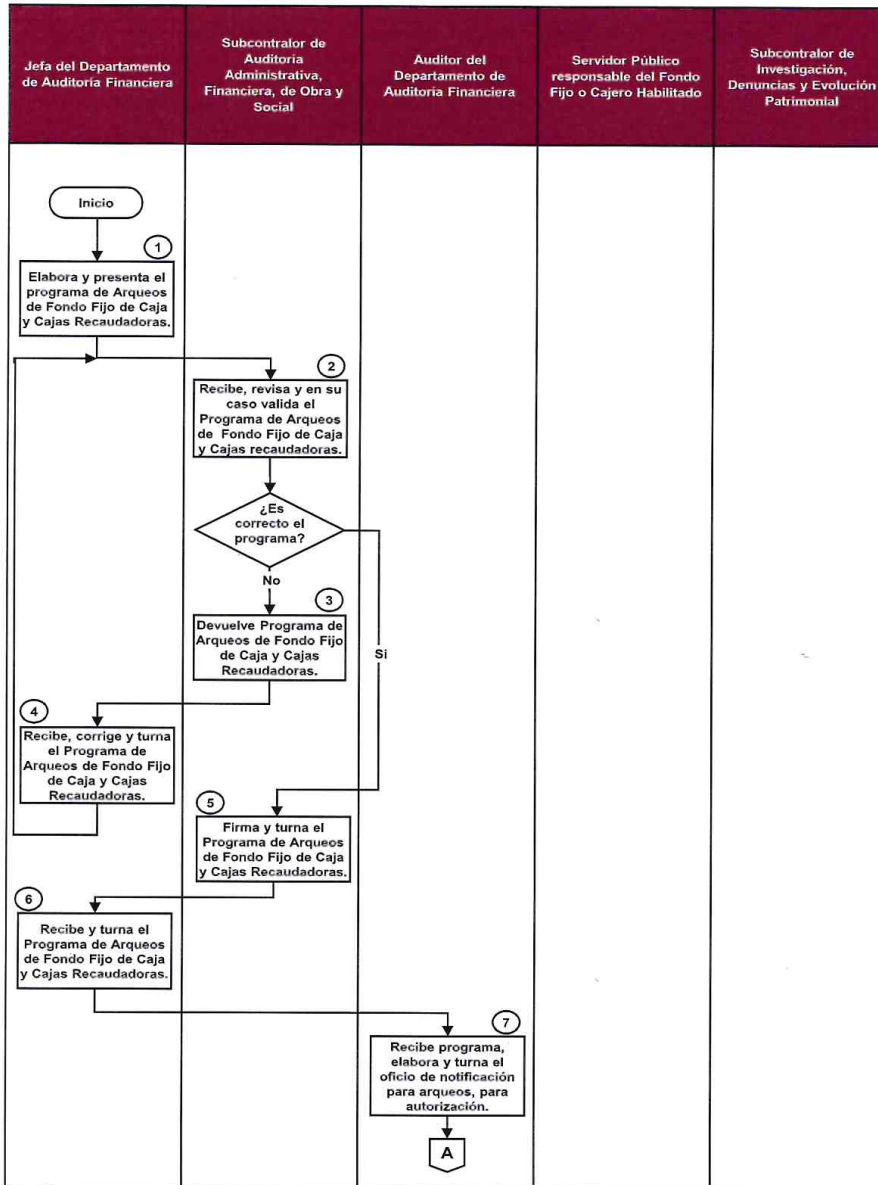 Jefa del Departamento
de Auditoría Financiera
Subcontralor de
Auditoría
Administrativa,
Financiera, de Obra y
Social
Auditor del
Departamento de
Auditoría Financiera
Servidor Público
responsable del Fondo
Fijo o Cajero Habilitado
Subcontralor de
Investigación,
Denuncias y Evolución
Patrimonial
Inicio
1
Elabora y presenta el
programa de Arqueos
de Fondo Fijo de Caja
y Cajas Recaudadoras.
2
Recibe, revisa y en su
caso valida el
Programa de Arqueos
de Fondo Fijo de Caja
y Cajas recaudadoras.
¿Es
correcto el
programa?
No
Si
3
Devuelve Programa de
Arqueos de Fondo Fijo
de Caja y Cajas
Recaudadoras.
4
Recibe, corrige y turna
el Programa de
Arqueos de Fondo Fijo
de Caja y Cajas
Recaudadoras.
5
Firma y turna el
Programa de Arqueos
de Fondo Fijo de Caja
y Cajas Recaudadoras.
6
Recibe y turna el
Programa de Arqueos
de Fondo Fijo de Caja
y Cajas Recaudadoras.
7
Recibe programa,
elabora y turna el
oficio de notificación
para arqueos, para
autorización.
A